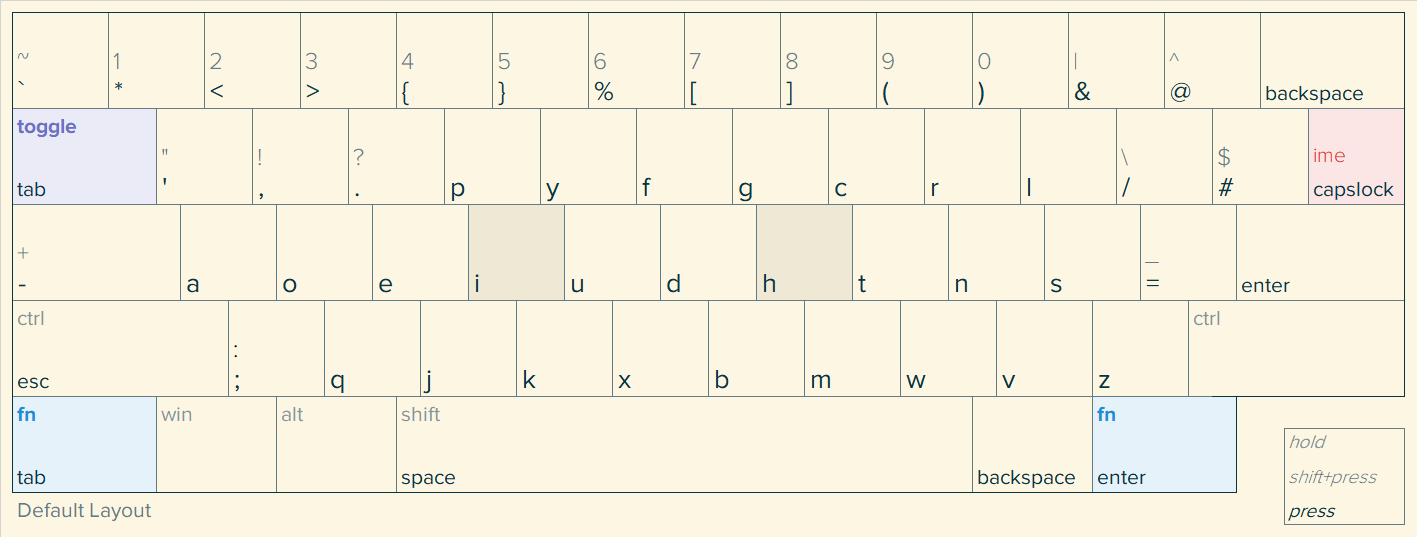 ~ 1 2 3 4 5 6 7 8 9 0 | ^
` * < > { } % [ ] ( ) & @ backspace
toggle
" ! ? \ $ ime
tab ' , . p y f g c r l / # capslock
+ _
- a o e i u d h t n s = enter
ctrl ctrl
:
esc ; q j k x b m w v z
fn win alt shift fn
hold
tab space backspace enter
shift+press
Default Layout
press